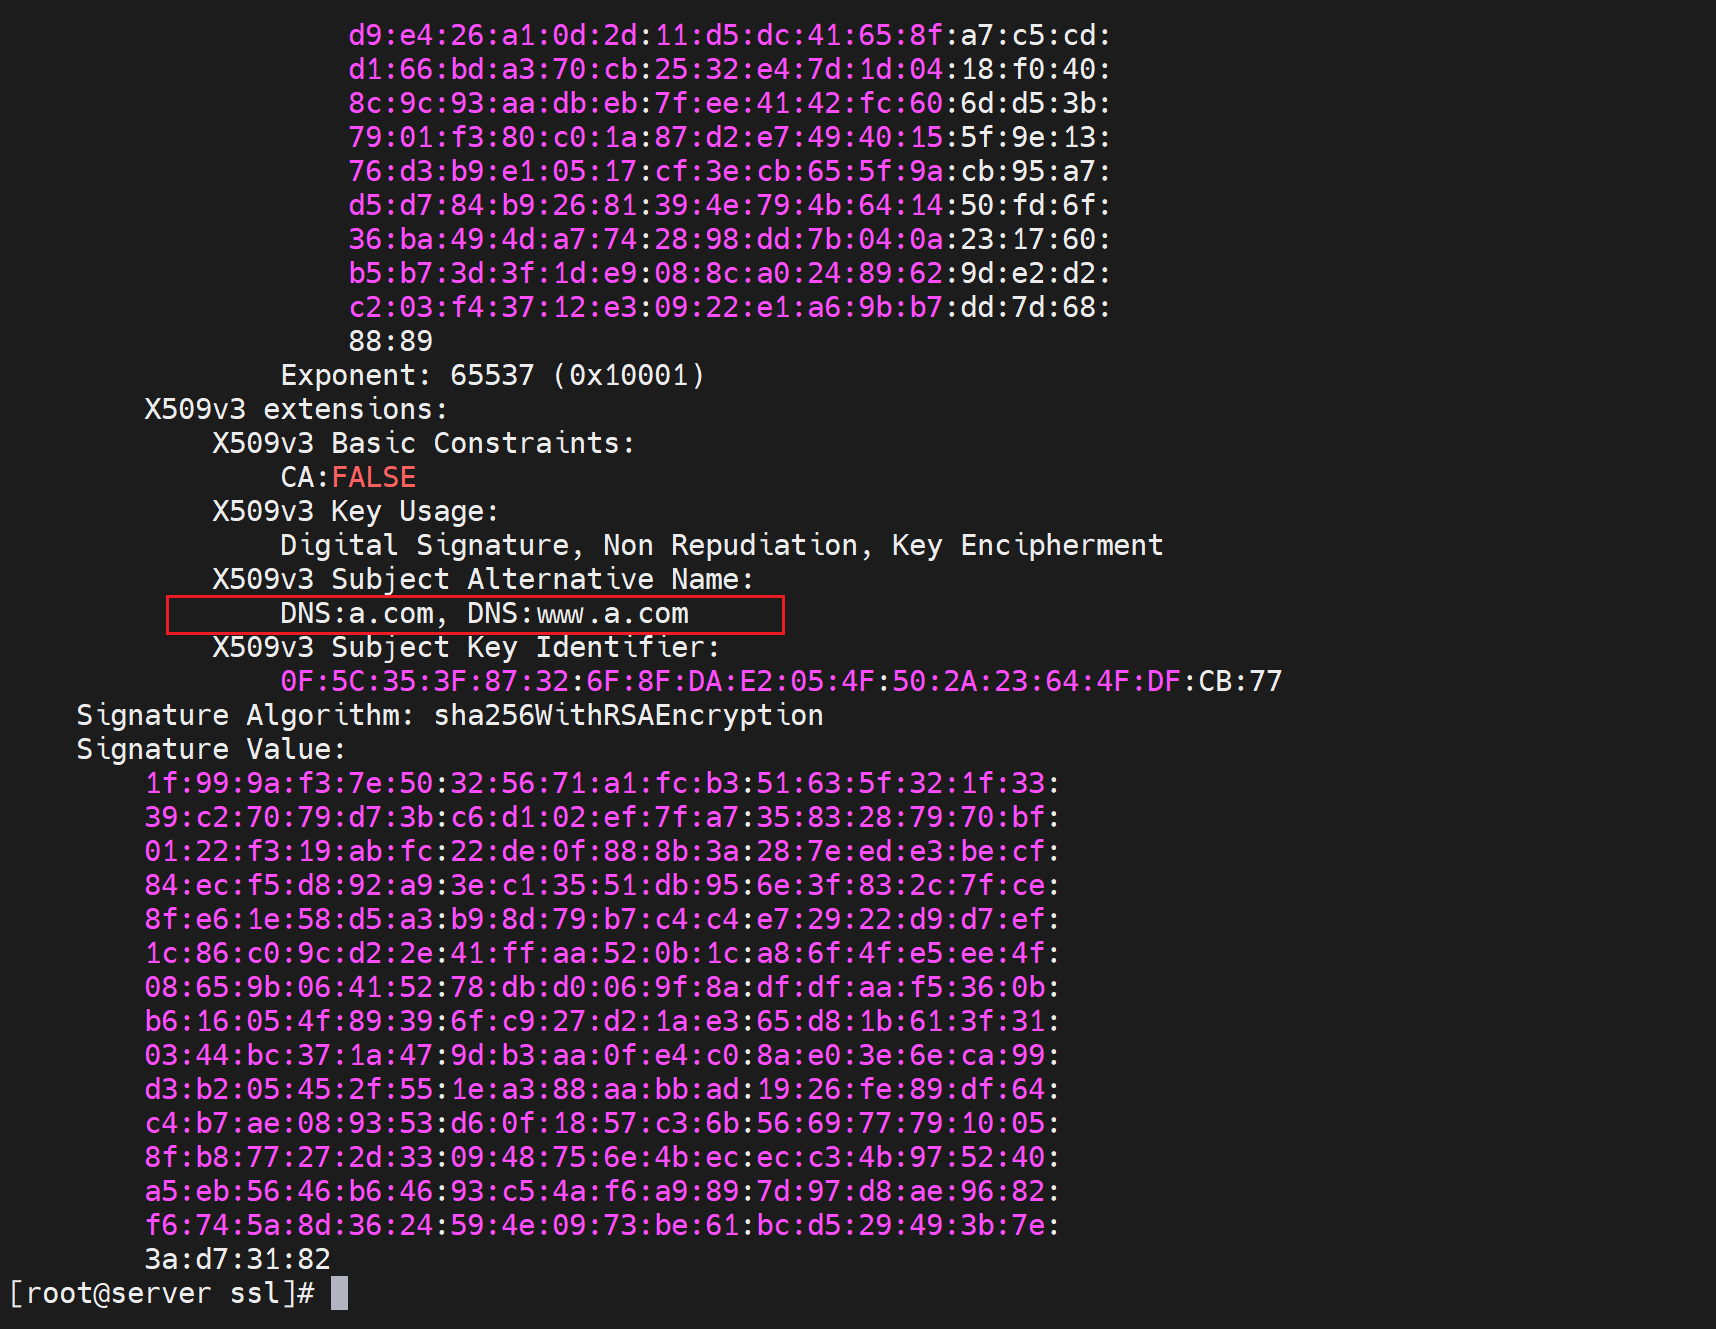 d9:e4:26:a1:0d:2d:11:d5:dc:41:65:8f:a7:c5:cd:
d1:66:bd:a3:70:cb:25:32:e4:7d:1d:04:18:f0:40:
8c:9c:93:aa:db:eb:7f:ee:41:42:fc:60:6d:d5:3b:
79:01:f3:80:c0:1a:87:d2:e7:49:40:15:5f:9e:13:
76:d3:b9:e1:05:17:cf:3e:cb:65:5f:9a:cb:95:a7:
d5:d7:84:b9:26:81:39:4e:79:4b:64:14:50:fd:6f:
36:ba:49:4d:a7:74:28:98:dd:7b:04:0a:23:17:60:
b5:b7:3d:3f:1d:e9:08:8c:a0:24:89:62:9d:e2:d2:
c2:03:f4:37:12:e3:09:22:e1:a6:9b:b7:dd:7d:68:
88:89
Exponent: 65537 (0x10001)
X509v3 extensions:
X509v3 Basic Constraints:
CA:FALSE
X509v3 Key Usage:
Digital Signature, Non Repudiation, Key Encipherment
X509v3 Subject Alternative Name:
DNS:a.com, DNS:www.a.com
X509v3 Subject Key Identifier:
0F:5C:35:3F:87:32:6F:8F:DA:E2:05:4F:50:2A:23:64:4F:DF:CB:77
Signature Algorithm: sha256WithRSAEncryption
Signature Value:
1f:99:9a:f3:7e:50:32:56:71:a1:fc:b3:51:63:5f:32:1f:33:
39:c2:70:79:d7:3b:c6:d1:02:ef:7f:a7:35:83:28:79:70:bf:
01:22:f3:19:ab:fc:22:de:0f:88:8b:3a:28:7e:ed:e3:be:cf:
84:ec:f5:d8:92:a9:3e:c1:35:51:db:95:6e:3f:83:2c:7f:ce:
8f:e6:1e:58:d5:a3:b9:8d:79:b7:c4:c4:e7:29:22:d9:d7:ef:
1c:86:c0:9c:d2:2e:41:ff:aa:52:0b:1c:a8:6f:4f:e5:ee:4f:
08:65:9b:06:41:52:78:db:d0:06:9f:8a:df:df:aa:f5:36:0b:
b6:16:05:4f:89:39:6f:c9:27:d2:1a:e3:65:d8:1b:61:3f:31:
03:44:bc:37:1a:47:9d:b3:aa:0f:e4:c0:8a:e0:3e:6e:ca:99:
d3:b2:05:45:2f:55:1e:a3:88:aa:bb:ad:19:26:fe:89:df:64:
c4:b7:ae:08:93:53:d6:0f:18:57:c3:6b:56:69:77:79:10:05:
8f:b8:77:27:2d:33:09:48:75:6e:4b:ec:ec:c3:4b:97:52:40:
a5:eb:56:46:b6:46:93:c5:4a:f6:a9:89:7d:97:d8:ae:96:82:
f6:74:5a:8d:36:24:59:4e:09:73:be:61:bc:d5:29:49:3b:7e:
3a:d7:31:82
[root@server ssl]#